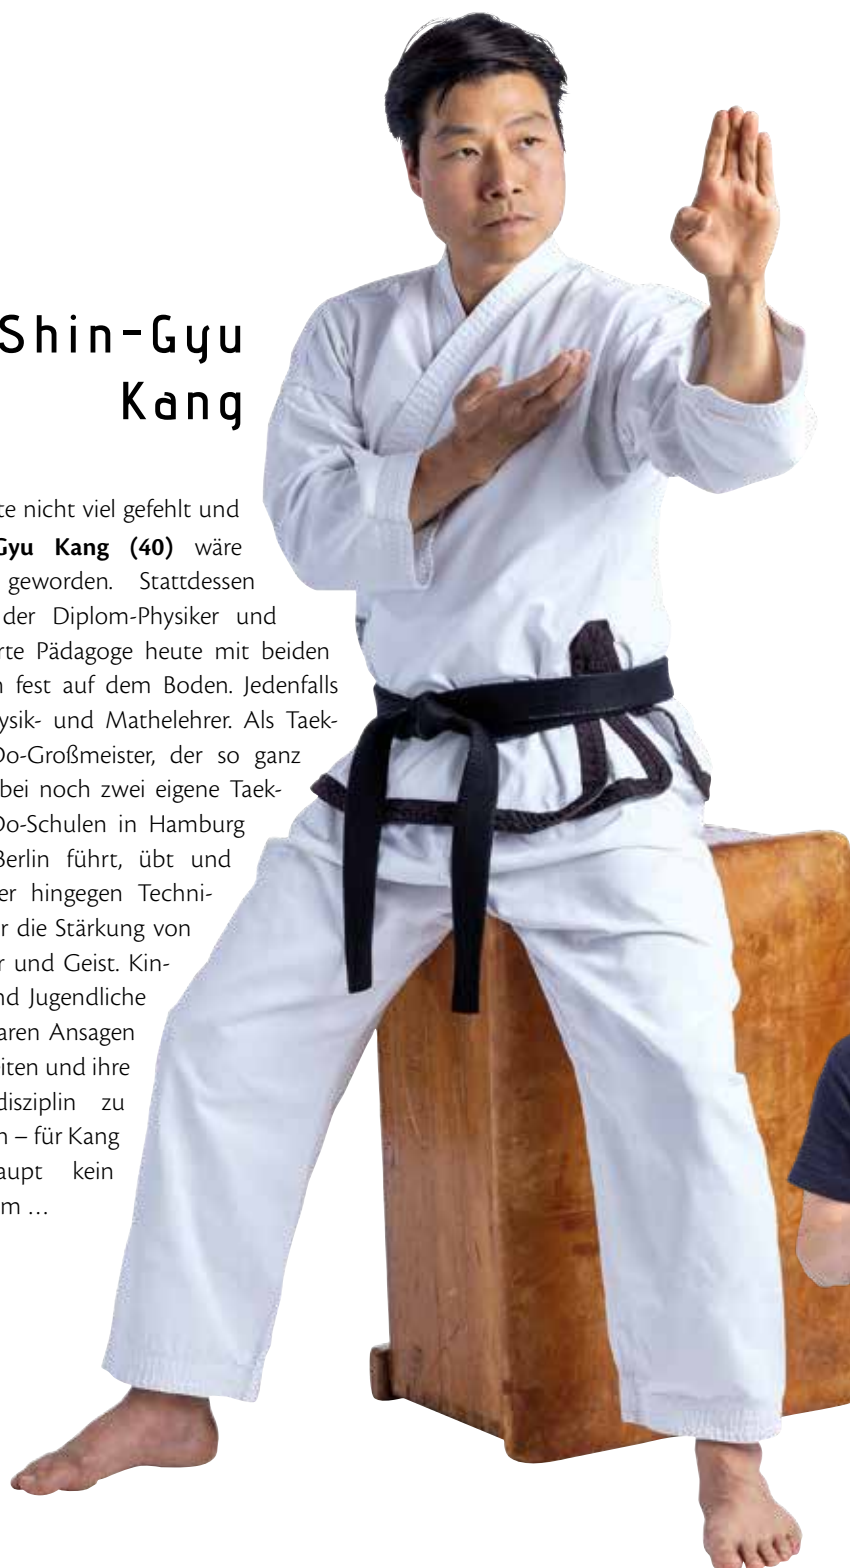 Shin-Gyu
Kang
te nicht viel gefehlt und
Gyu Kang (40) wäre
geworden. Stattdessen
der Diplom-Physiker und
rte Pädagoge heute mit beiden
n fest auf dem Boden. Jedenfalls
ysik- und Mathelehrer. Als Taek-
Do-Großmeister, der so ganz
bei noch zwei eigene Taek-
Do-Schulen in Hamburg
Berlin führt, übt und
er hingegen Techni-
r die Stärkung von
r und Geist. Kin-
nd Jugendliche
aren Ansagen
eiten und ihre
disziplin zu
n – für Kang
aupt kein
m …